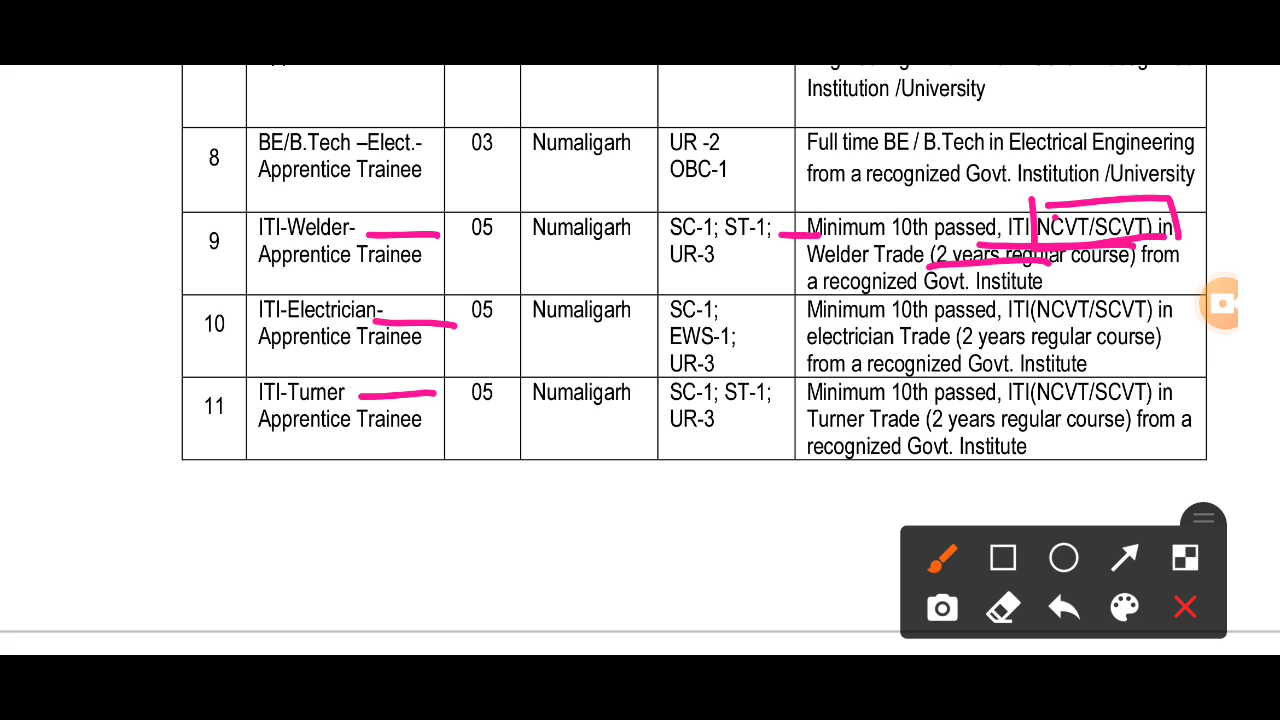 Institution /University
8
BE/B.Tech –Elect.-
Apprentice Trainee
03
Numaligarh
UR -2
OBC-1
Full time BE / B.Tech in Electrical Engineering
from a recognized Govt. Institution /University
9
ITI-Welder-
Apprentice Trainee
05
Numaligarh
SC-1; ST-1;
UR-3
Minimum 10th passed, ITI(NCVT/SCVT) in
Welder Trade (2 years regular course) from
a recognized Govt. Institute
10
ITI-Electrician-
Apprentice Trainee
05
Numaligarh
SC-1;
EWS-1;
UR-3
Minimum 10th passed, ITI(NCVT/SCVT) in
electrician Trade (2 years regular course)
from a recognized Govt. Institute
11
ITI-Turner
Apprentice Trainee
05
Numaligarh
SC-1; ST-1;
UR-3
Minimum 10th passed, ITI(NCVT/SCVT) in
Turner Trade (2 years regular course) from a
recognized Govt. Institute